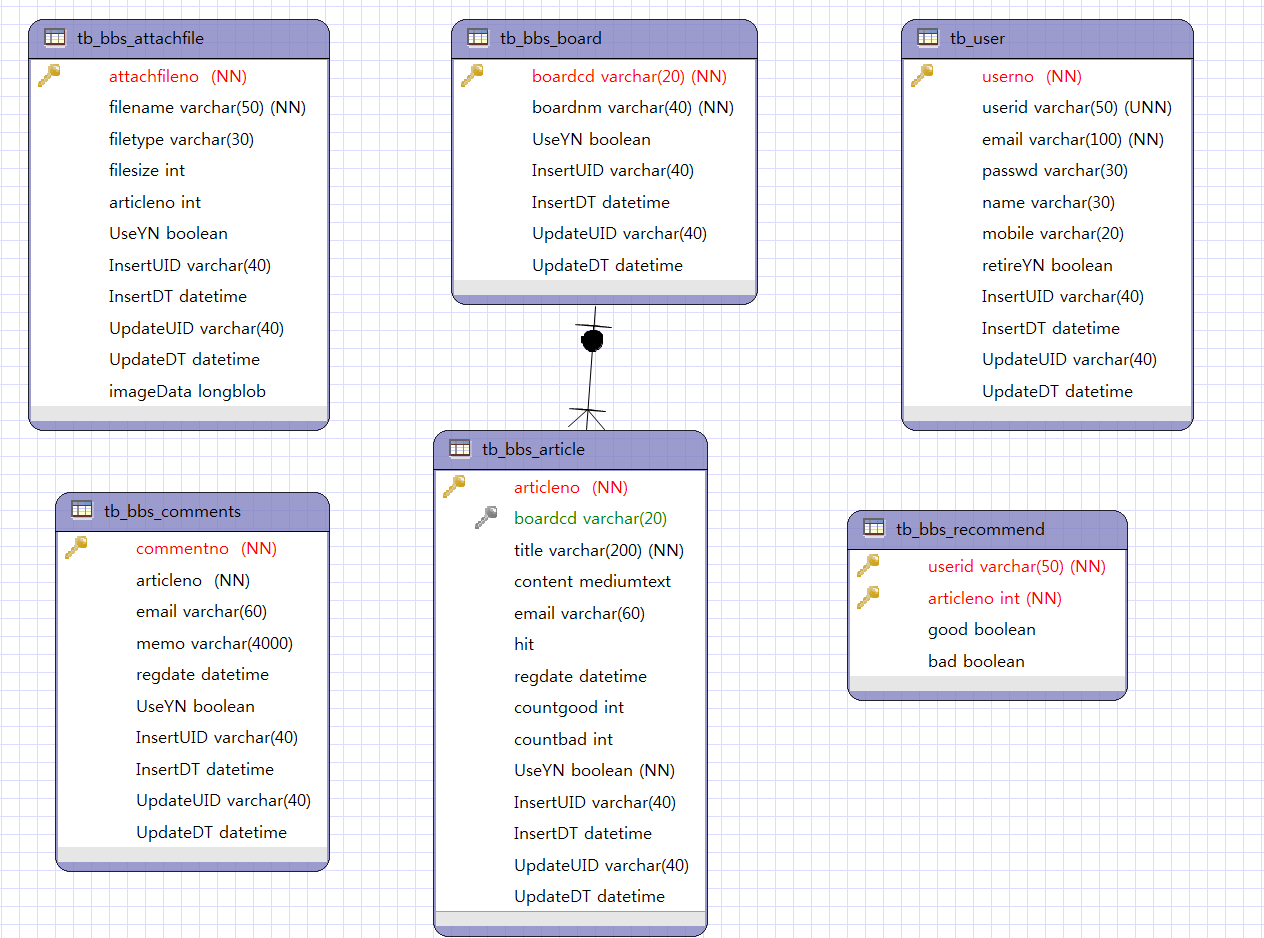 tb_bbs_attachfile
attachfileno (NN)
filename varchar(50) (NN)
filetype varchar(30)
filesize int
articleno int
UseYN boolean
InsertUID varchar(40)
InsertDT datetime
UpdateUID varchar(40)
UpdateDT datetime
imageData longblob
tb_bbs_board
boardcd varchar(20) (NN)
boardnm varchar(40) (NN)
UseYN boolean
InsertUID varchar(40)
InsertDT datetime
UpdateUID varchar(40)
UpdateDT datetime
tb_user
userno (NN)
userid varchar(50) (UNN)
email varchar(100) (NN)
passwd varchar(30)
name varchar(30)
mobile varchar(20)
retireYN boolean
InsertUID varchar(40)
InsertDT datetime
UpdateUID varchar(40)
UpdateDT datetime
tb_bbs_comments
commentno (NN)
articleno (NN)
email varchar(60)
memo varchar(4000)
regdate datetime
UseYN boolean
InsertUID varchar(40)
InsertDT datetime
UpdateUID varchar(40)
UpdateDT datetime
tb_bbs_article
articleno (NN)
boardcd varchar(20)
title varchar(200) (NN)
content mediumtext
email varchar(60)
hit
regdate datetime
countgood int
countbad int
UseYN boolean (NN)
InsertUID varchar(40)
InsertDT datetime
UpdateUID varchar(40)
UpdateDT datetime
tb_bbs_recommend
userid varchar(50) (NN)
articleno int (NN)
good boolean
bad boolean